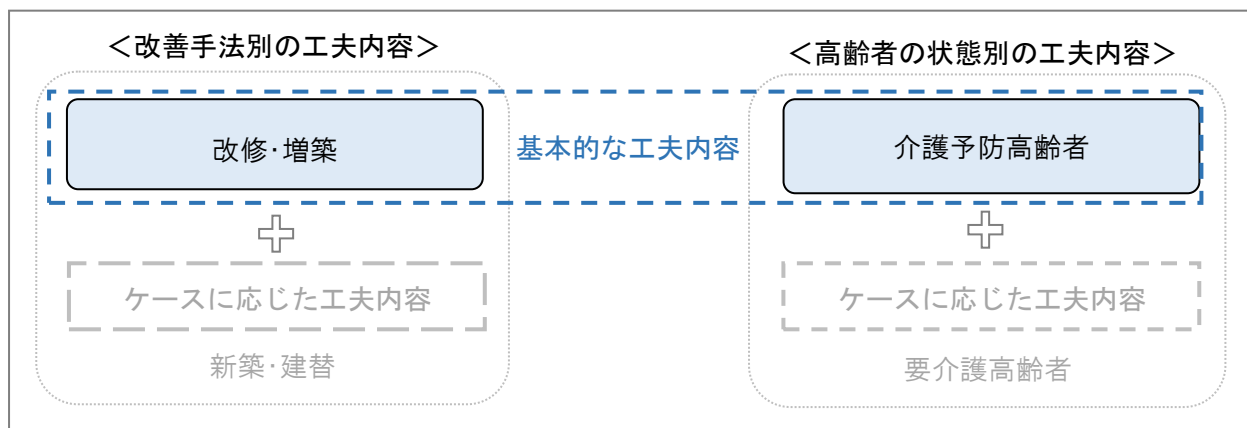 ＜改善手法別の工夫内容＞
＜高齢者の状態別の工夫内容＞
改修･増築
基本的な工夫内容
介護予防高齢者
ケースに応じた工夫内容
ケースに応じた工夫内容
新築･建替
要介護高齢者